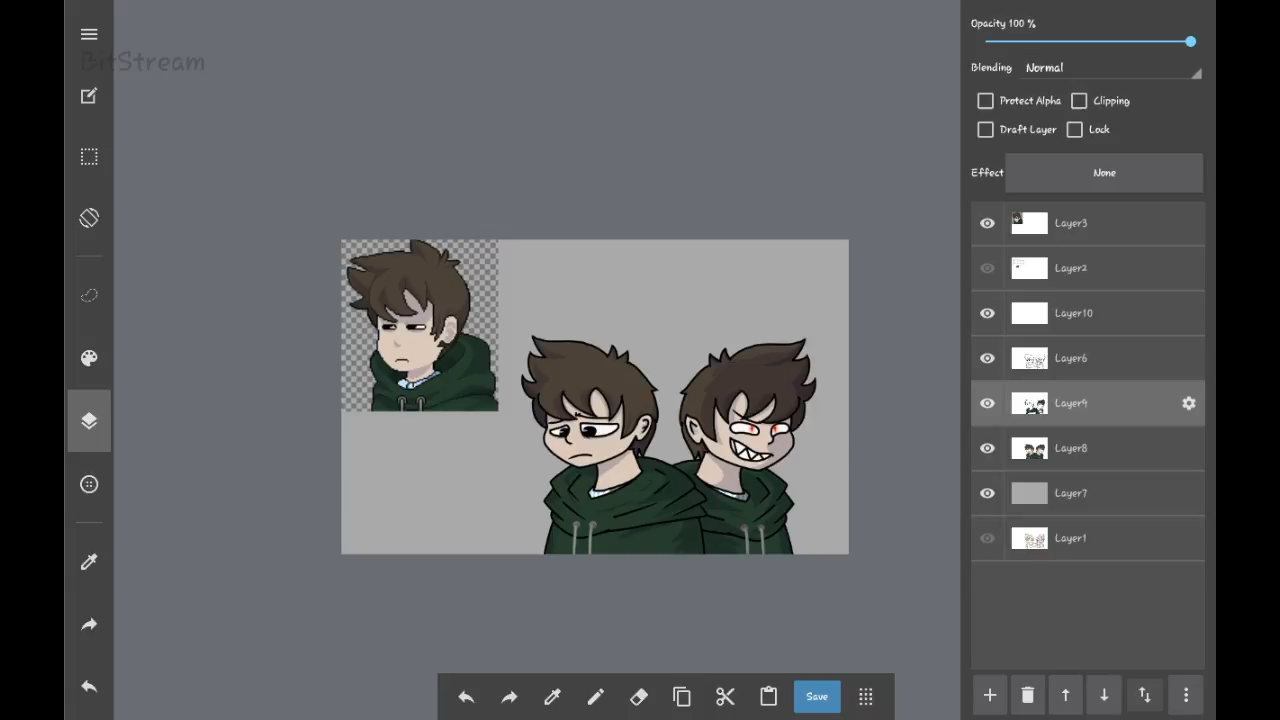 BitStream
Opacity 100 %
Blending Normal
Protect Alpha Clipping
Draft Layer Lock
Effect None
Layer3
Layer2
Layer10
Layer6
Layer9
Layer8
Layer7
Layer1
Save